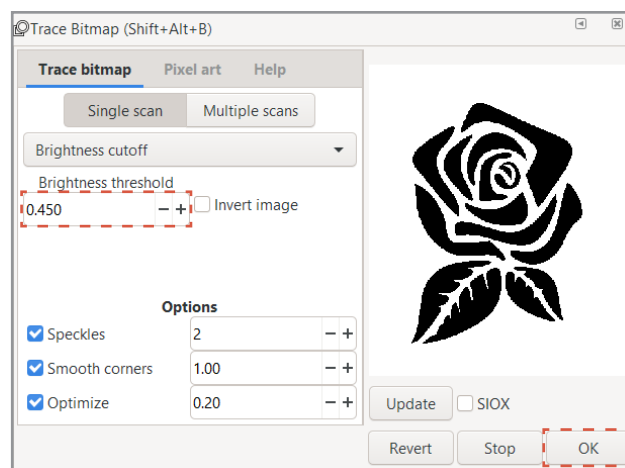 Trace Bitmap (Shift+Alt+B)
Trace bitmap Pixel art Help
Single scan Multiple scans
Brightness cutoff
Brightness threshold
0.450 − + Invert image
Options
Speckles 2 − +
Smooth corners 1.00 − +
Optimize 0.20 − +
Update SIOX
Revert Stop OK